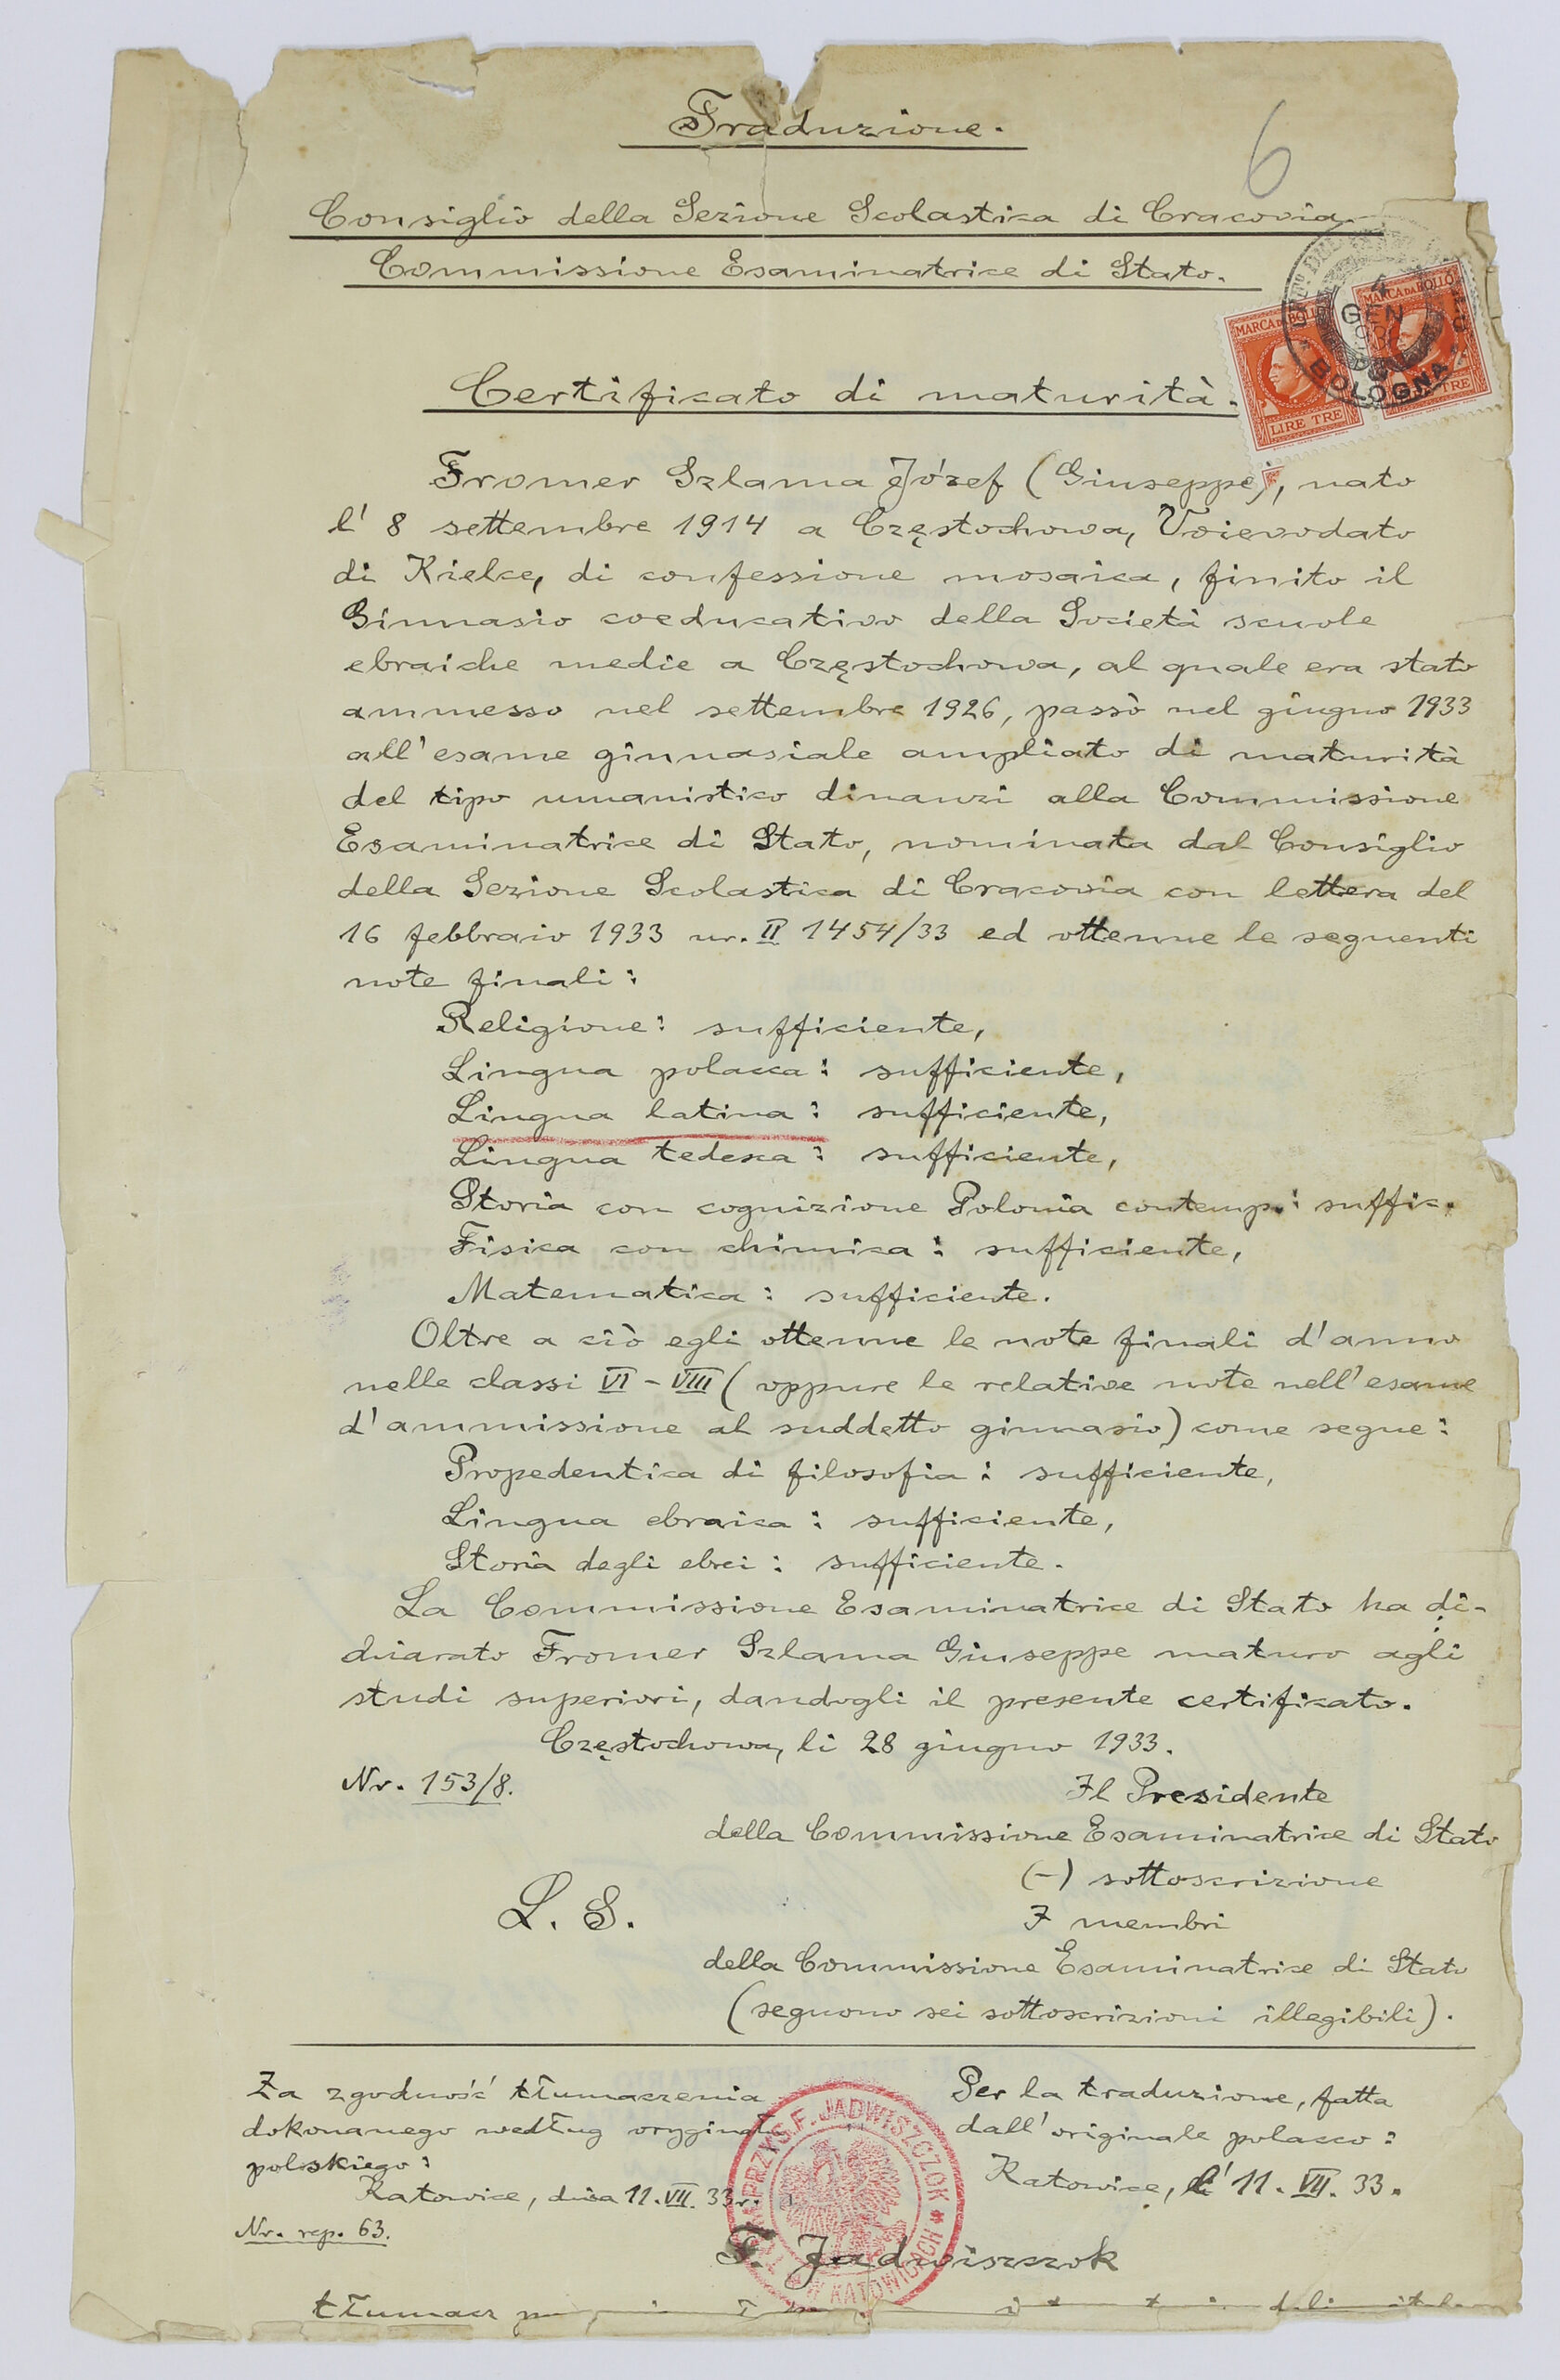 Traduzione.
6
Consiglio della Sezione Scolastica di Cracovia.
Commissione Esaminatrice di Stato.
MARCA DA BOLLO
LIRE TRE
MARCA DA BOLLO
TRE
GEN
BOLOGNA
Certificato di maturità.
Fromer Szlama Józef (Giuseppe), nato
l' 8 settembre 1914 a Częstochowa, Voievodato
di Kielce, di confessione mosaica, finito il
Ginnasio coeducativo della Società scuole
ebraiche medie a Częstochowa, al quale era stato
ammesso nel settembre 1926, passò nel giugno 1933
all'esame ginnasiale ampliato di maturità
del tipo umanistico dinanzi alla Commissione
Esaminatrice di Stato, nominata dal Consiglio
della Sezione Scolastica di Cracovia con lettera del
16 febbraio 1933 nr. II 1454/33 ed ottenne le seguenti
note finali:
Religione: sufficiente,
Lingua polacca: sufficiente,
Lingua latina: sufficiente,
Lingua tedesca: sufficiente,
Storia con cognizione Polonia contemp.: suffic.
Fisica con chimica: sufficiente,
Matematica: sufficiente.
Oltre a ciò egli ottenne le note finali d'anno
nelle classi VI - VIII (oppure le relative note nell'esame
d'ammissione al suddetto ginnasio) come segue:
Propedentica di filosofia: sufficiente,
Lingua ebraica: sufficiente,
Storia degli ebrei: sufficiente.
La Commissione Esaminatrice di Stato ha di-
chiarato Fromer Szlama Giuseppe maturo agli
studi superiori, dandogli il presente certificato.
Częstochowa, li 28 giugno 1933.
Nr. 153/8.
Il Presidente
della Commissione Esaminatrice di Stato
(-) sottoscrizione
L. S.
I membri
della Commissione Esaminatrice di Stato
(seguono sei sottoscrizioni illegibili).
Za zgodność tłumaczenia
dokonanego według oryginału
polskiego:
Katowice, dnia 11. VII. 33 r.
Nr. rep. 63.
Per la traduzione, fatta
dall'originale polacco:
Katowice, li 11. VII. 33.
PRZYS. F. JADWISZCZOK * W KATOWICACH *
F. Jadwiszczok
tłumacz